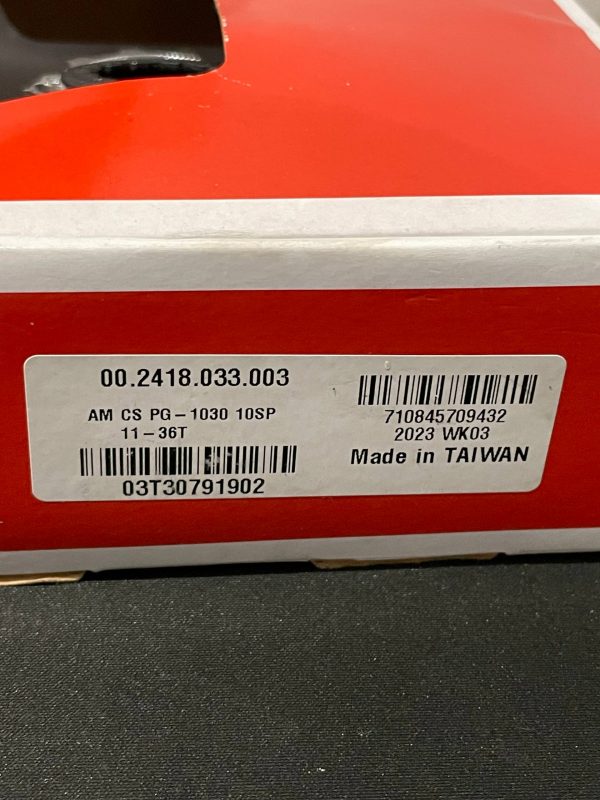 00.2418.033.003
AM CS PG-1030 10SP
11-36T
03T30791902
710845709432
2023 WK03
Made in TAIWAN